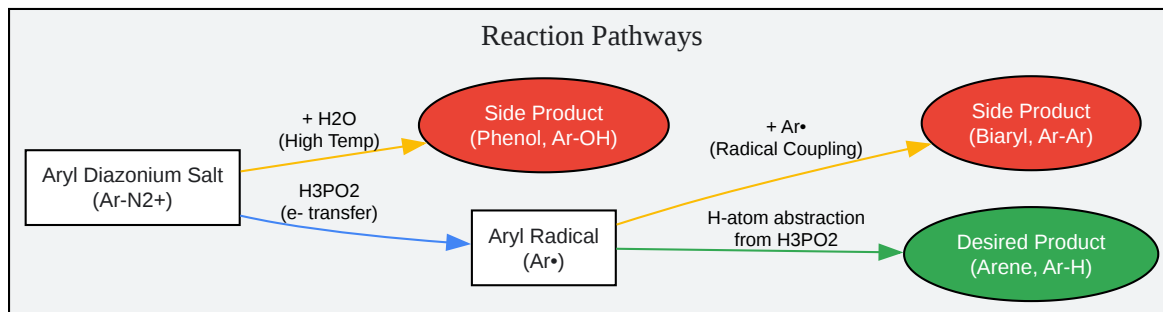 Reaction Pathways
+ H2O
(High Temp)
Side Product
(Phenol, Ar-OH)
+ Ar•
(Radical Coupling)
Side Product
(Biaryl, Ar-Ar)
Aryl Diazonium Salt
(Ar-N2+)
H3PO2
(e- transfer)
Aryl Radical
(Ar•)
H-atom abstraction
from H3PO2
Desired Product
(Arene, Ar-H)